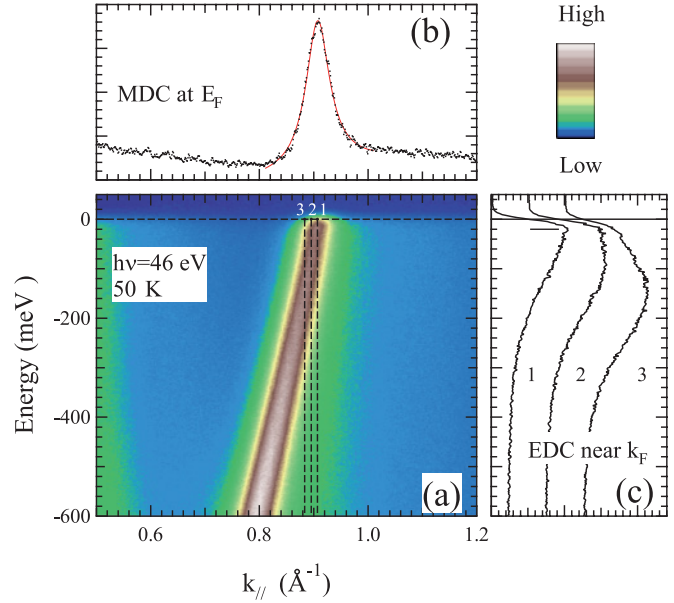 (b)
MDC at E_F
High
Low
3 2 1
0
-200
-400
-600
Energy (meV)
hν=46 eV
50 K
(a)
0.6
0.8
1.0
1.2
k_// (Å⁻¹)
1
2
3
EDC near k_F
(c)